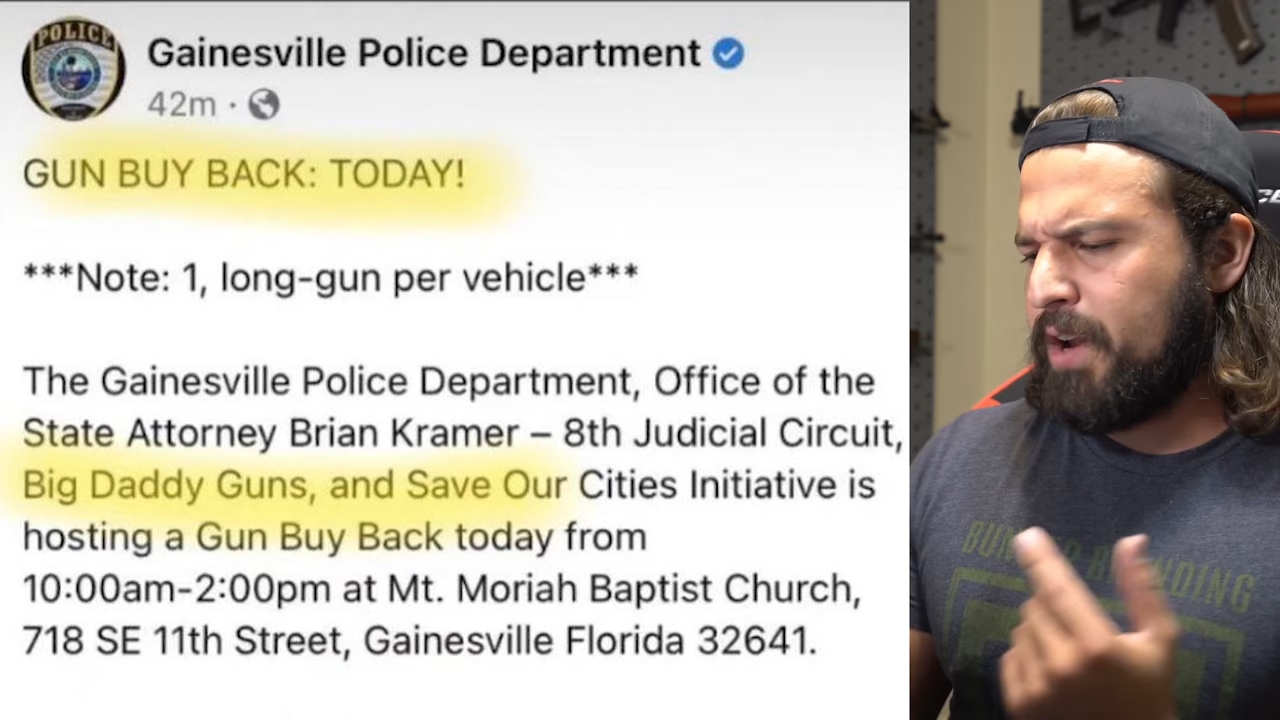 POLICE
Gainesville Police Department
42m ·
GUN BUY BACK: TODAY!
***Note: 1, long-gun per vehicle***
The Gainesville Police Department, Office of the
State Attorney Brian Kramer – 8th Judicial Circuit,
Big Daddy Guns, and Save Our Cities Initiative is
hosting a Gun Buy Back today from
10:00am-2:00pm at Mt. Moriah Baptist Church,
718 SE 11th Street, Gainesville Florida 32641.